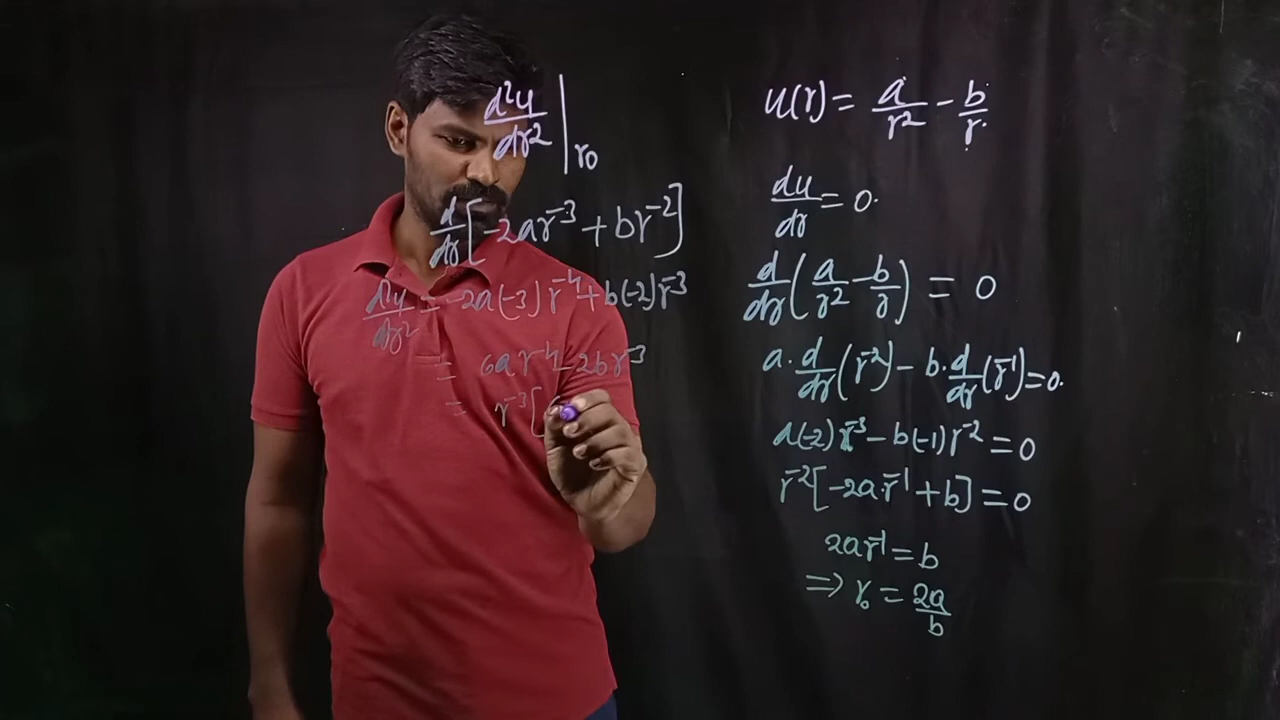 d²u/dr² |r₀
d/dr [-2ar⁻³ + br⁻²]
d²u/dr² = -2a(-3) r⁻⁴ + b(-2)r⁻³
= 6a r⁻⁴ - 2br⁻³
= r⁻³[
u(r) = a/r² - b/r.
du/dr = 0.
d/dr (a/r² - b/r) = 0
a. d/dr (r⁻²) - b. d/dr (r⁻¹) = 0.
a(-2) r⁻³ - b(-1) r⁻² = 0
r⁻² [-2a.r⁻¹ + b] = 0
2ar⁻¹ = b
⇒ r₀ = 2a/b